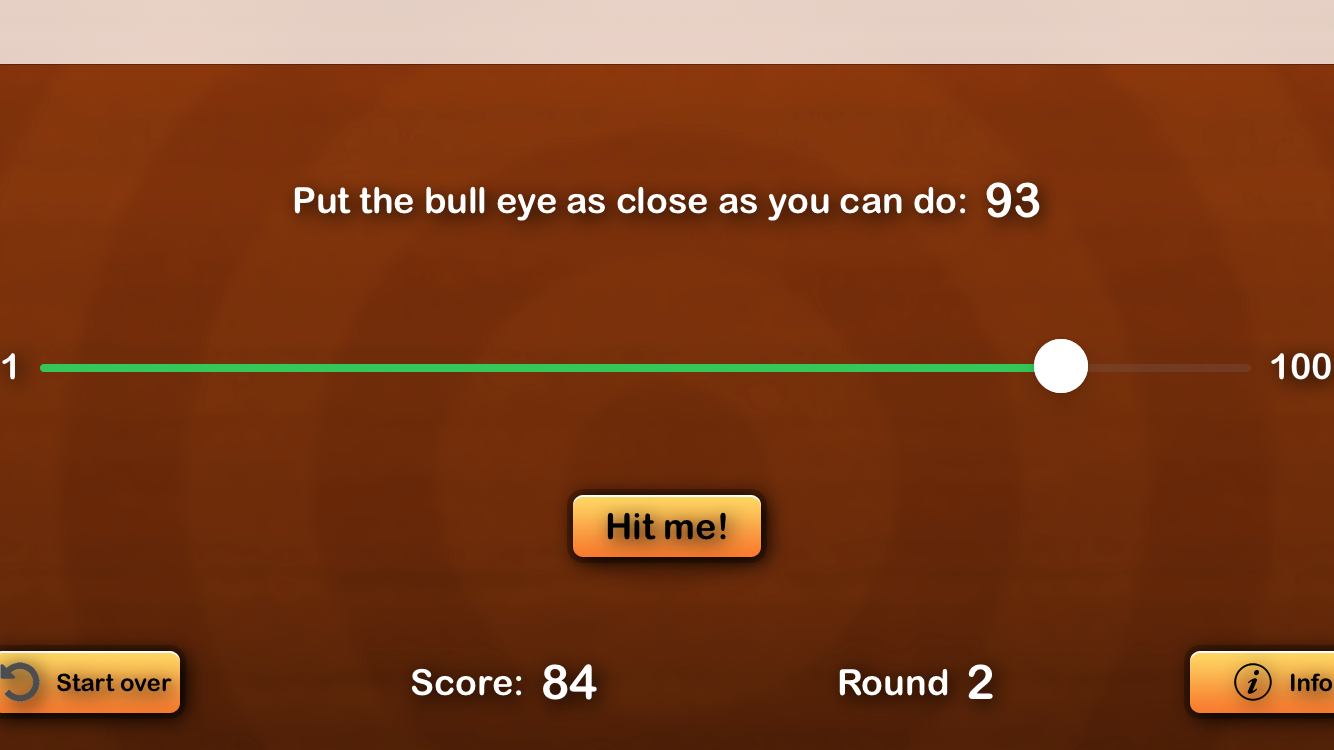 Put the bull eye as close as you can do: 93
1 100
Hit me!
Start over Score: 84 Round 2 Info